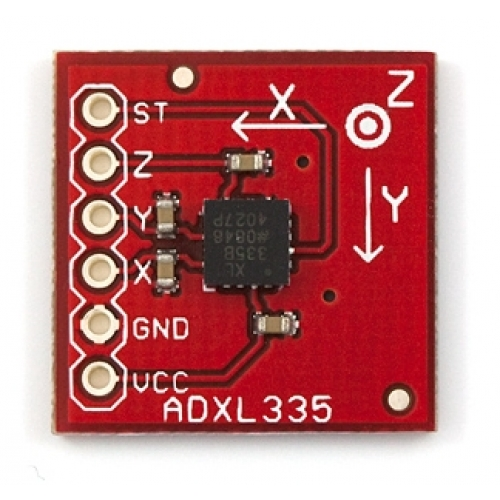 ST
Z
Y
X
GND
VCC
X
Z
Y
XL
335B
#0848
4027P
ADXL335